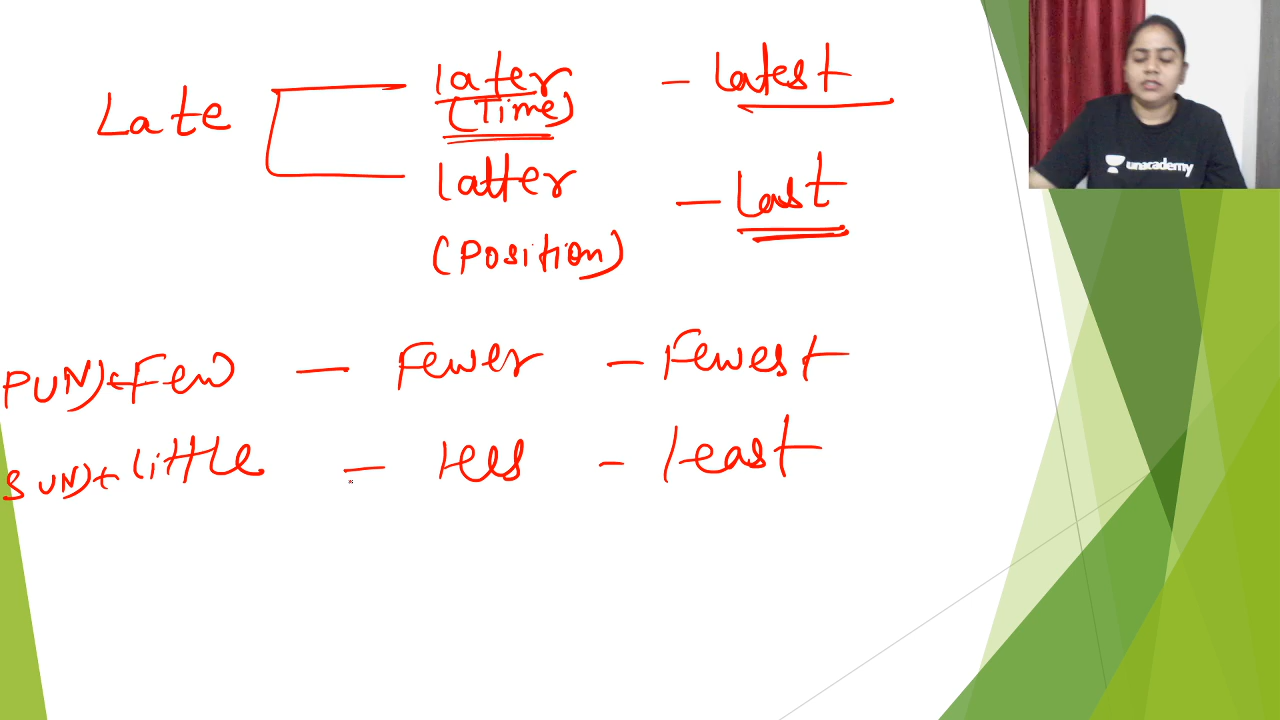 Late
later - latest
(Time)
latter - last
(Position)
PUN)← Few - Fewer - Fewest
SUN)← little - less - least
unacademy